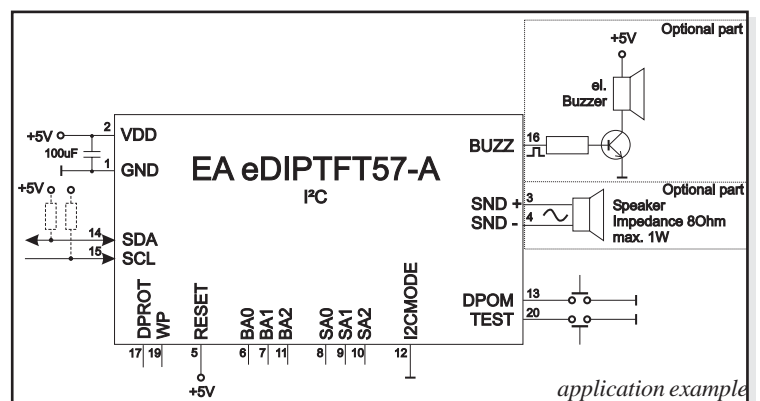 Optional part
+5V
el.
Buzzer
2
VDD
+5V
100uF
1
GND
EA eDIPTFT57-A
I²C
BUZZ
16
+5V
Optional part
SND +
3
SND -
4
Speaker
Impedance 8Ohm
max. 1W
14
SDA
15
SCL
DPOM
13
TEST
20
DPROT
WP
RESET
BA0
BA1
BA2
SA0
SA1
SA2
I2CMODE
17
19
5
6
7
11
8
9
10
12
+5V
application example